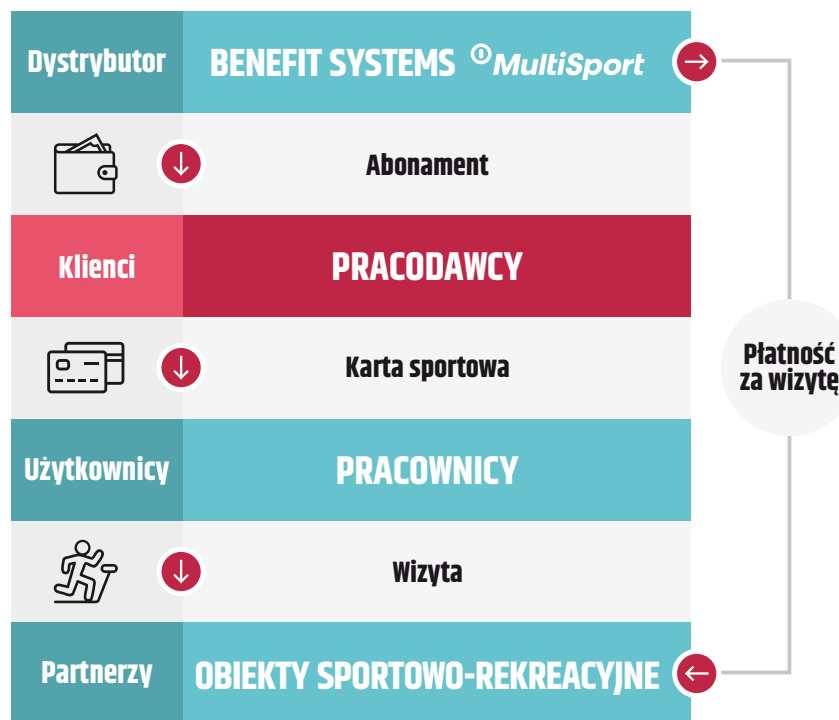 Dystrybutor
BENEFIT SYSTEMS MultiSport
Abonament
Klienci
PRACODAWCY
Karta sportowa
Płatność
za wizytę
Użytkownicy
PRACOWNICY
Wizyta
Partnerzy
OBIEKTY SPORTOWO-REKREACYJNE